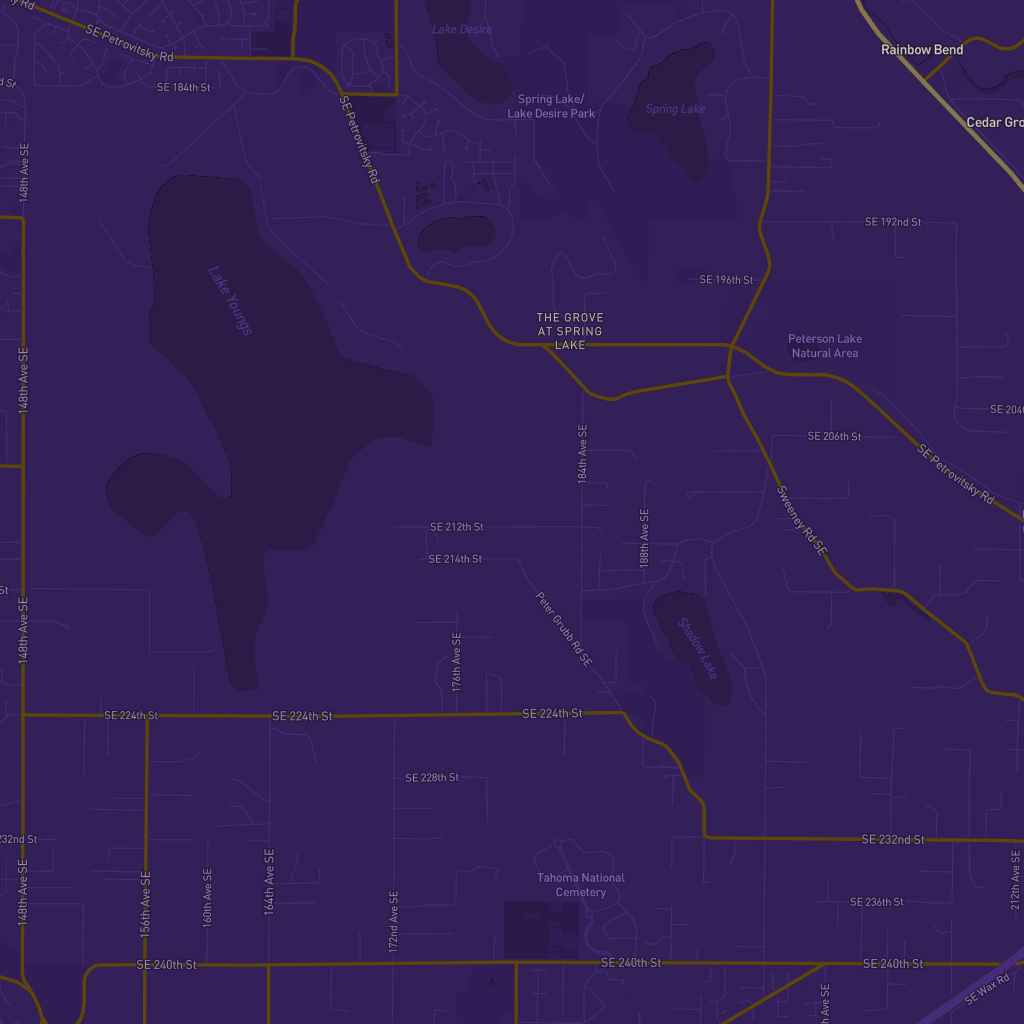 SE Petrovitsky Rd
Lake Desire
Rainbow Bend
SE 184th St
Spring Lake/
Lake Desire Park
Spring Lake
SE Petrovitsky Rd
148th Ave SE
SE 192nd St
Lake Youngs
SE 196th St
THE GROVE
AT SPRING
LAKE
Peterson Lake
Natural Area
148th Ave SE
184th Ave SE
SE 206th St
SE Petrovitsky Rd
Sweeney Rd SE
SE 212th St
188th Ave SE
SE 214th St
Peter Grubb Rd SE
148th Ave SE
176th Ave SE
Shadow Lake
SE 224th St
SE 224th St
SE 224th St
SE 228th St
232nd St
SE 232nd St
148th Ave SE
156th Ave SE
160th Ave SE
164th Ave SE
172nd Ave SE
Tahoma National
Cemetery
SE 236th St
212th Ave SE
SE 240th St
SE 240th St
SE 240th St
SE Wax Rd